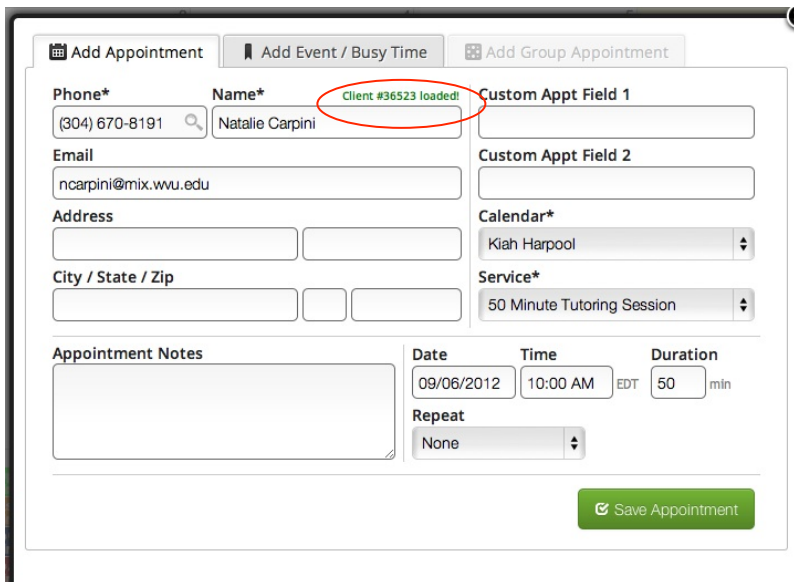 Add Appointment Add Event / Busy Time Add Group Appointment
Phone* Name* Client #36523 loaded! Custom Appt Field 1
(304) 670-8191 Natalie Carpini
Email Custom Appt Field 2
ncarpini@mix.wvu.edu
Address Calendar*
Kiah Harpool
City / State / Zip Service*
50 Minute Tutoring Session
Appointment Notes Date Time Duration
09/06/2012 10:00 AM EDT 50 min
Repeat
None
Save Appointment